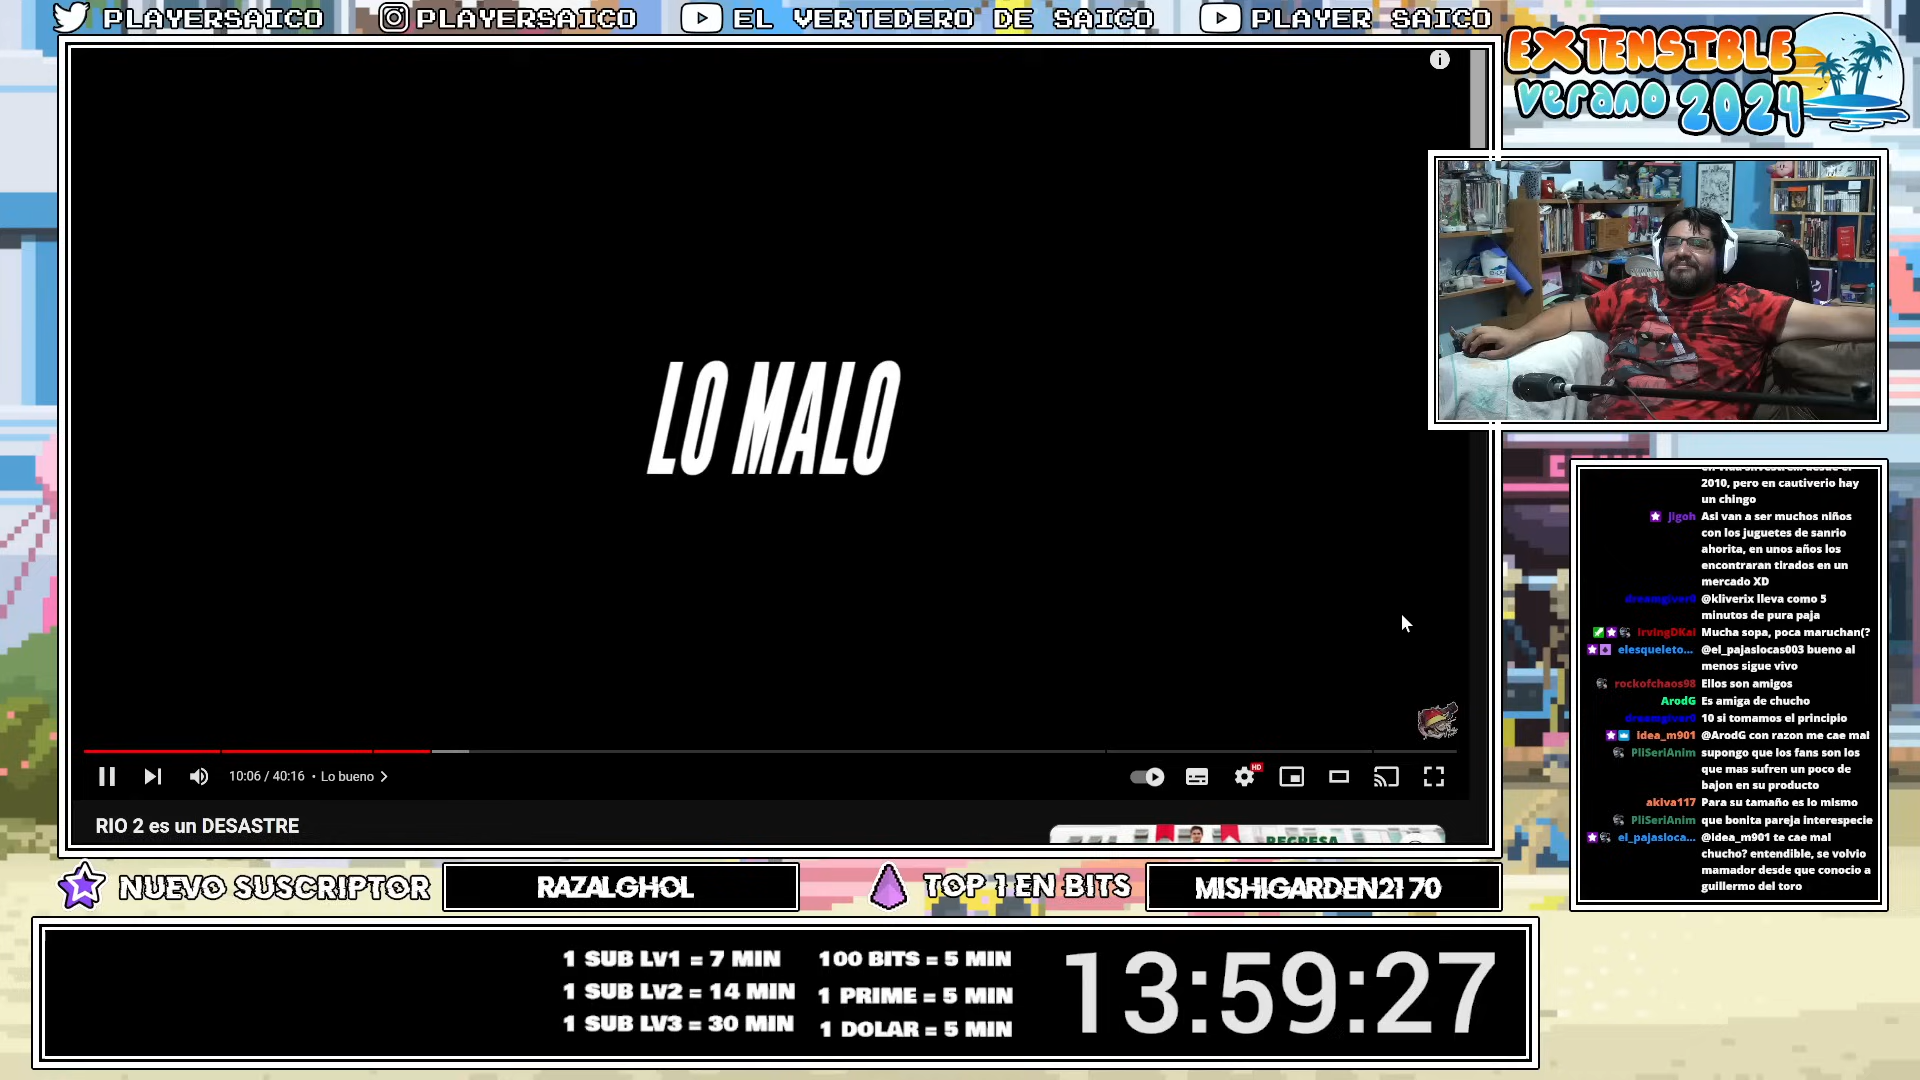 PLAYERSAICO
PLAYERSAICO
EL VERTEDERO DE SAICO
PLAYER SAICO
EXTENSIBLE
verano 2024
LO MALO
10:06 / 40:16 • Lo bueno
HD
RIO 2 es un DESASTRE
REGRESA
2010, pero en cautiverio hay
un chingo
Jigoh Asi van a ser muchos niños
con los juguetes de sanrio
ahorita, en unos años los
encontraran tirados en un
mercado XD
dreamgiver0 @kliverix lleva como 5
minutos de pura paja
IrvingDKai Mucha sopa, poca maruchan(?
elesqueleto... @el_pajaslocas003 bueno al
menos sigue vivo
rockofchaos98 Ellos son amigos
ArodG Es amiga de chucho
dreamgiver0 10 si tomamos el principio
Idea_m901 @ArodG con razon me cae mal
PliSeriAnim supongo que los fans son los
que mas sufren un poco de
bajon en su producto
akiva117 Para su tamaño es lo mismo
PliSeriAnim que bonita pareja interespecie
el_pajasloca... @Idea_m901 te cae mal
chucho? entendible, se volvio
mamador desde que conocio a
guillermo del toro
NUEVO SUSCRIPTOR
RAZALGHOL
TOP 1 EN BITS
MISHIGARDEN21 70
1 SUB LV1 = 7 MIN
1 SUB LV2 = 14 MIN
1 SUB LV3 = 30 MIN
100 BITS = 5 MIN
1 PRIME = 5 MIN
1 DOLAR = 5 MIN
13:59:27